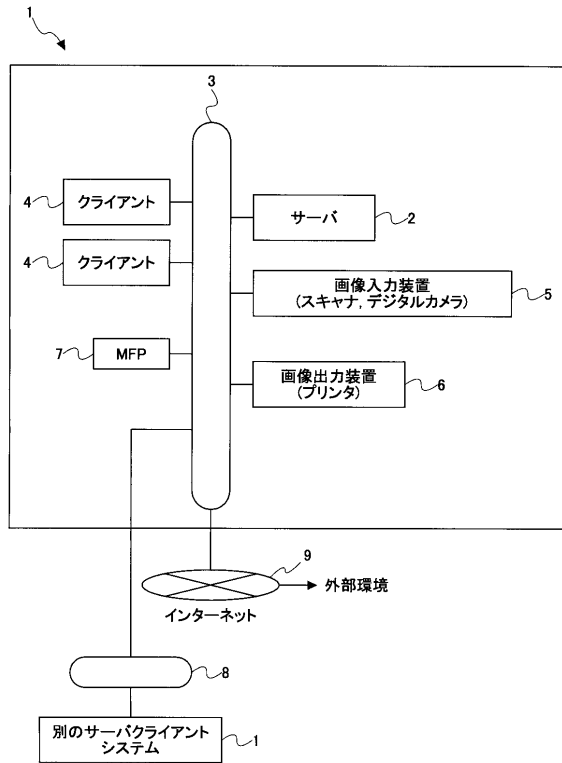 1
3
4
クライアント
サーバ
2
4
クライアント
画像入力装置
(スキャナ,デジタルカメラ)
5
7
MFP
画像出力装置
(プリンタ)
6
9
外部環境
インターネット
8
別のサーバクライアント
システム
1